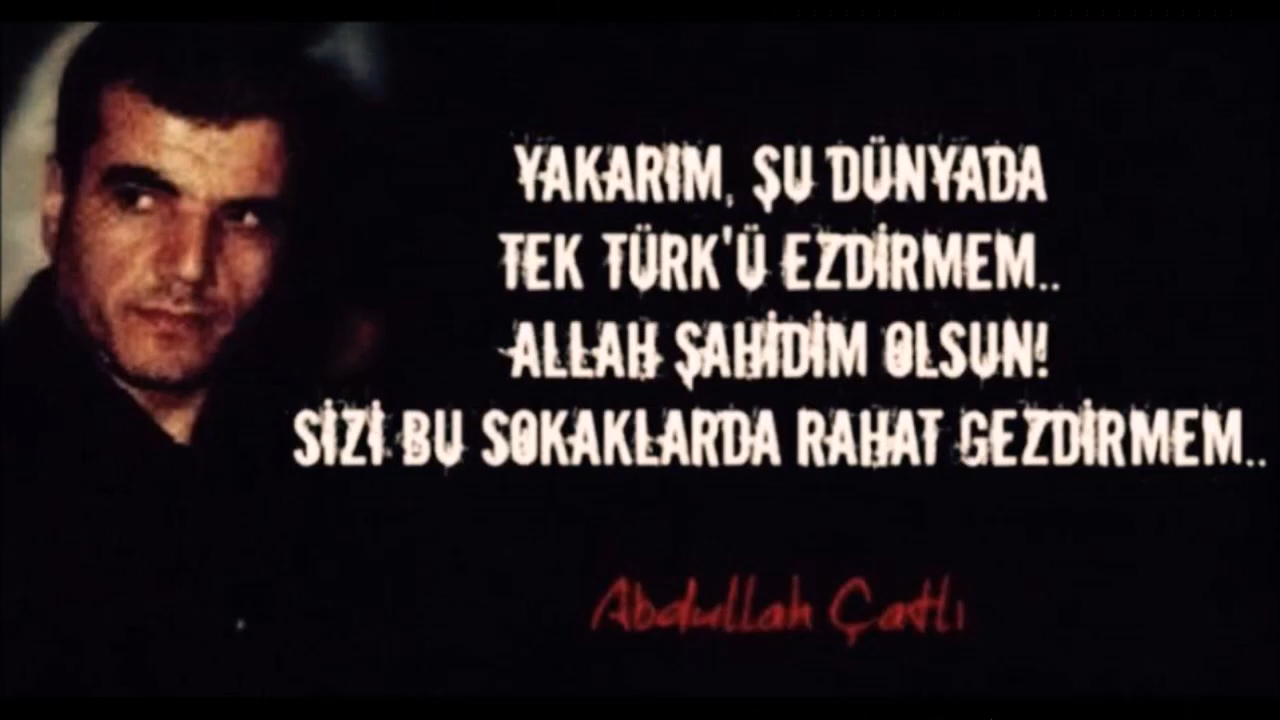 YAKARIM, ŞU DÜNYADA
TEK TÜRK'Ü EZDİRMEM..
ALLAH ŞAHİDİM OLSUN!
SİZİ BU SOKAKLARDA RAHAT GEZDİRMEM..
Abdullah Çatlı